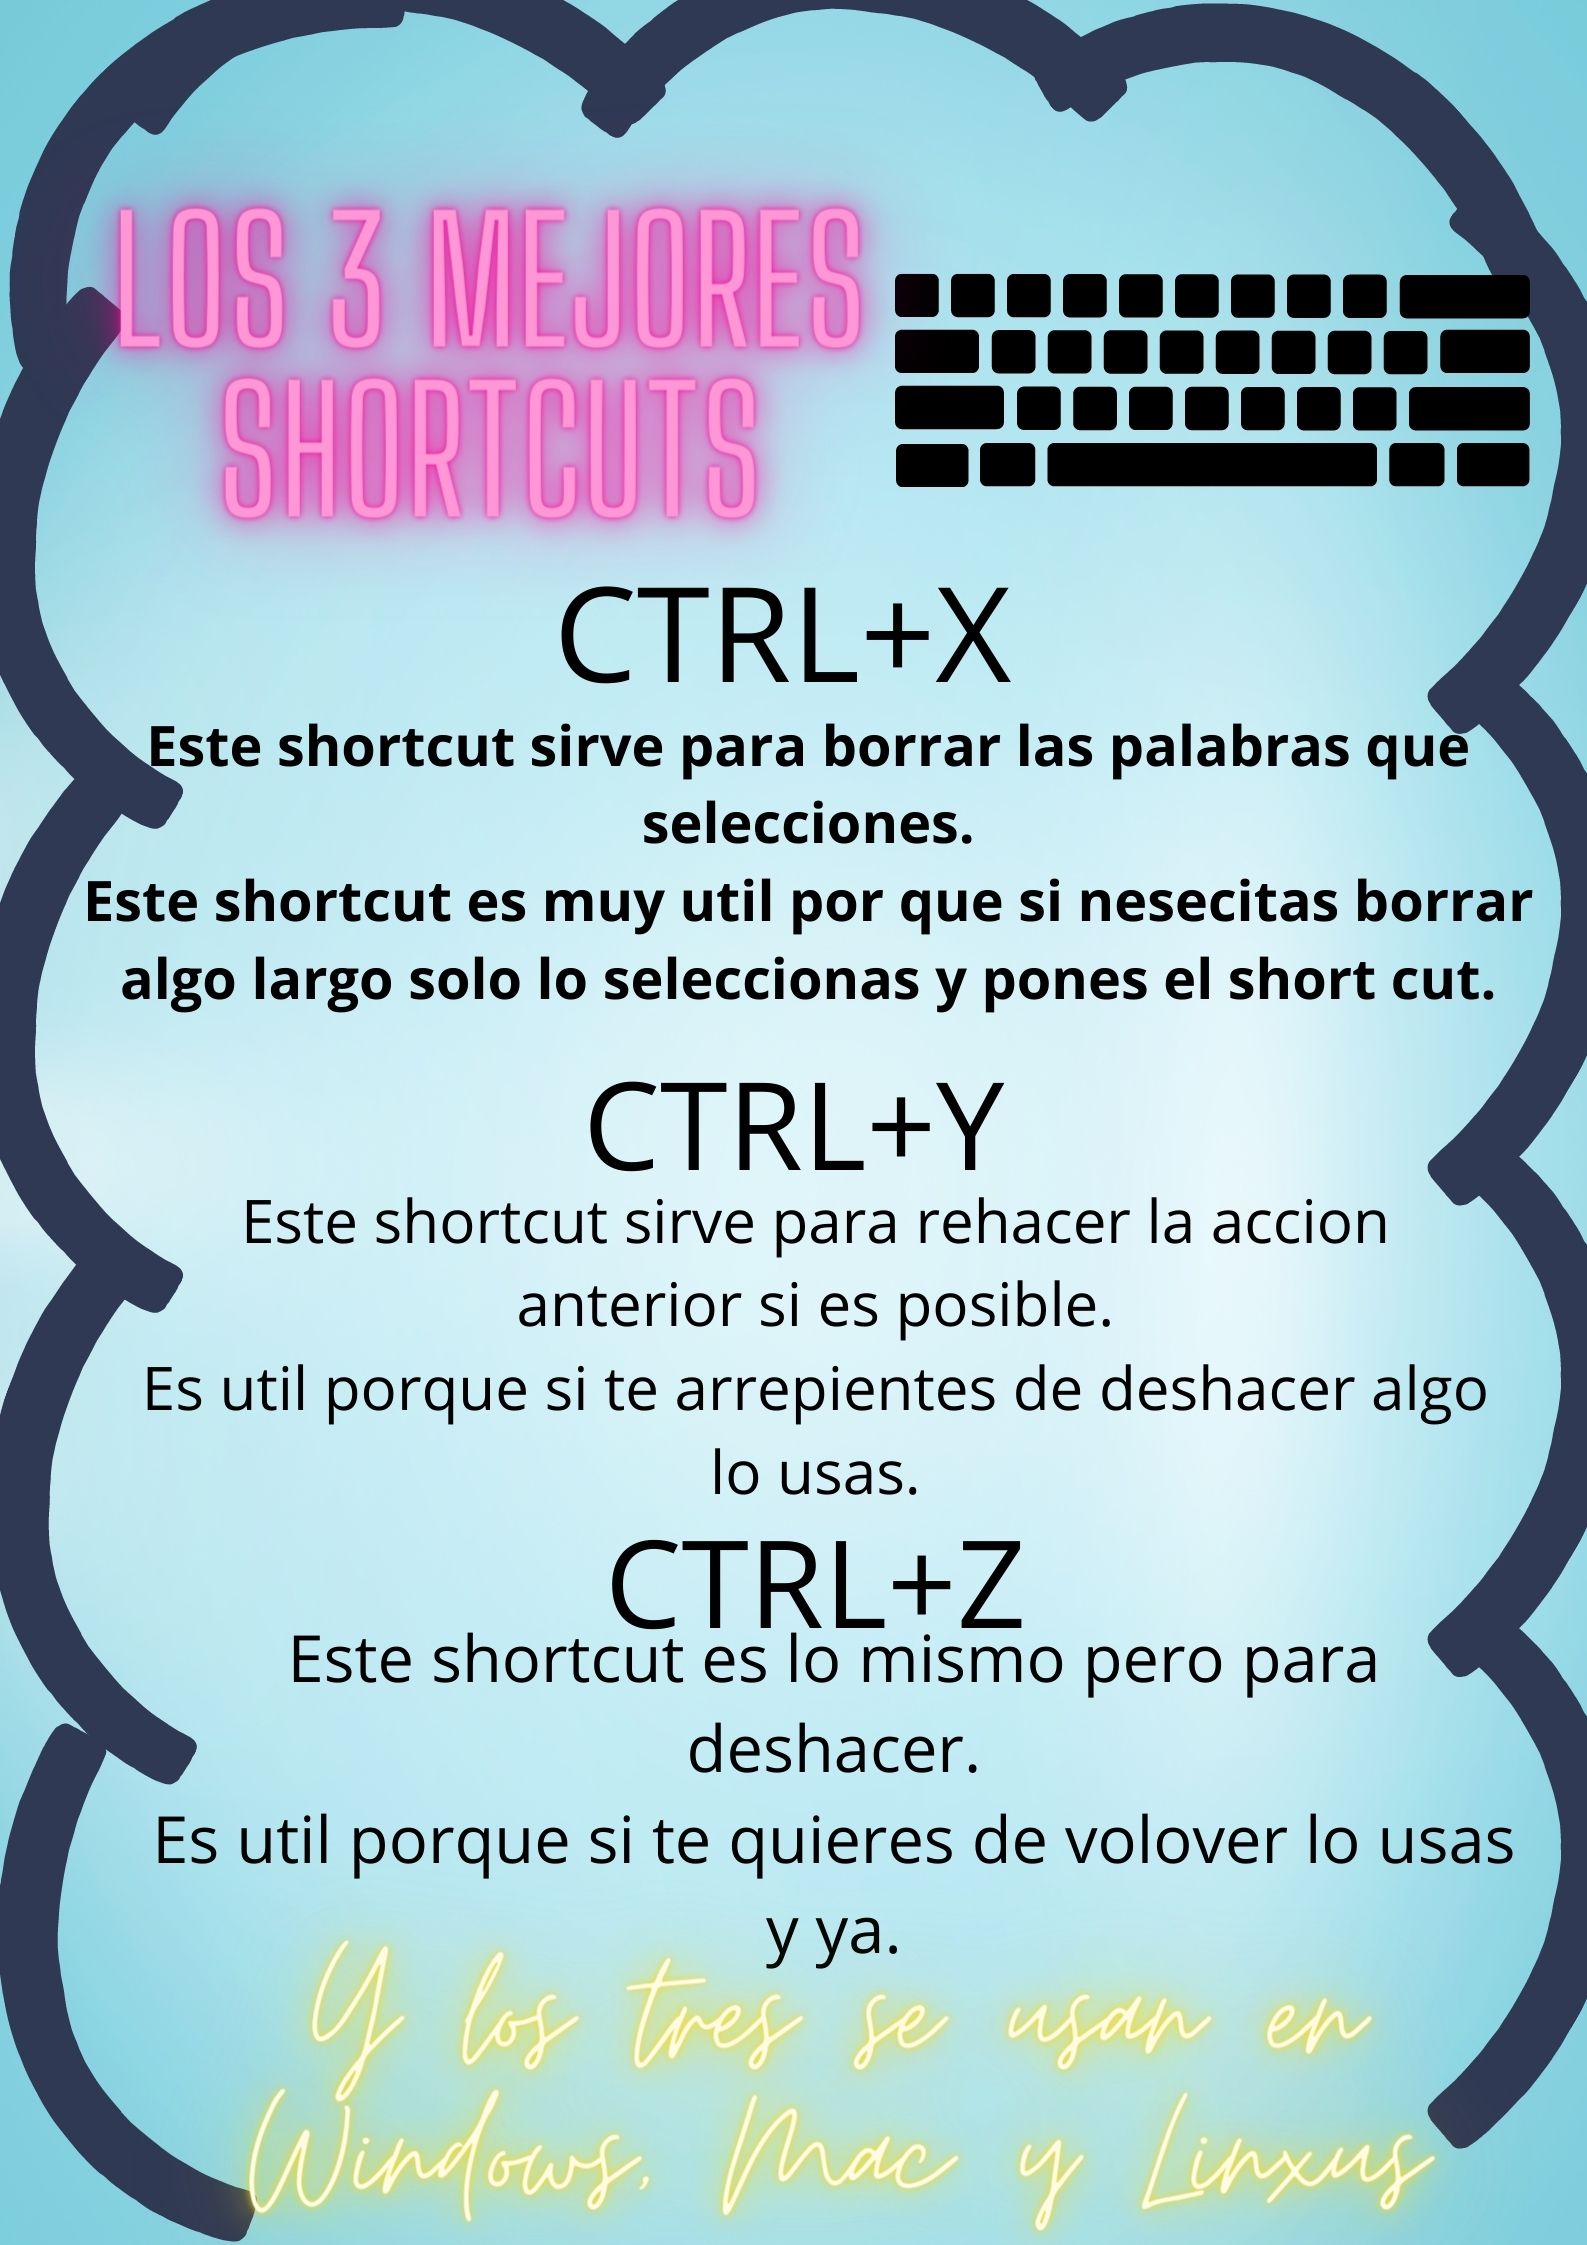 LOS 3 MEJORES
SHORTCUTS
CTRL+X
Este shortcut sirve para borrar las palabras que
selecciones.
Este shortcut es muy util por que si nesecitas borrar
algo largo solo lo seleccionas y pones el short cut.
CTRL+Y
Este shortcut sirve para rehacer la accion
anterior si es posible.
Es util porque si te arrepientes de deshacer algo
lo usas.
CTRL+Z
Este shortcut es lo mismo pero para
deshacer.
Es util porque si te quieres de volover lo usas
y ya.
Y los tres se usan en
Windows, Mac y Linxus